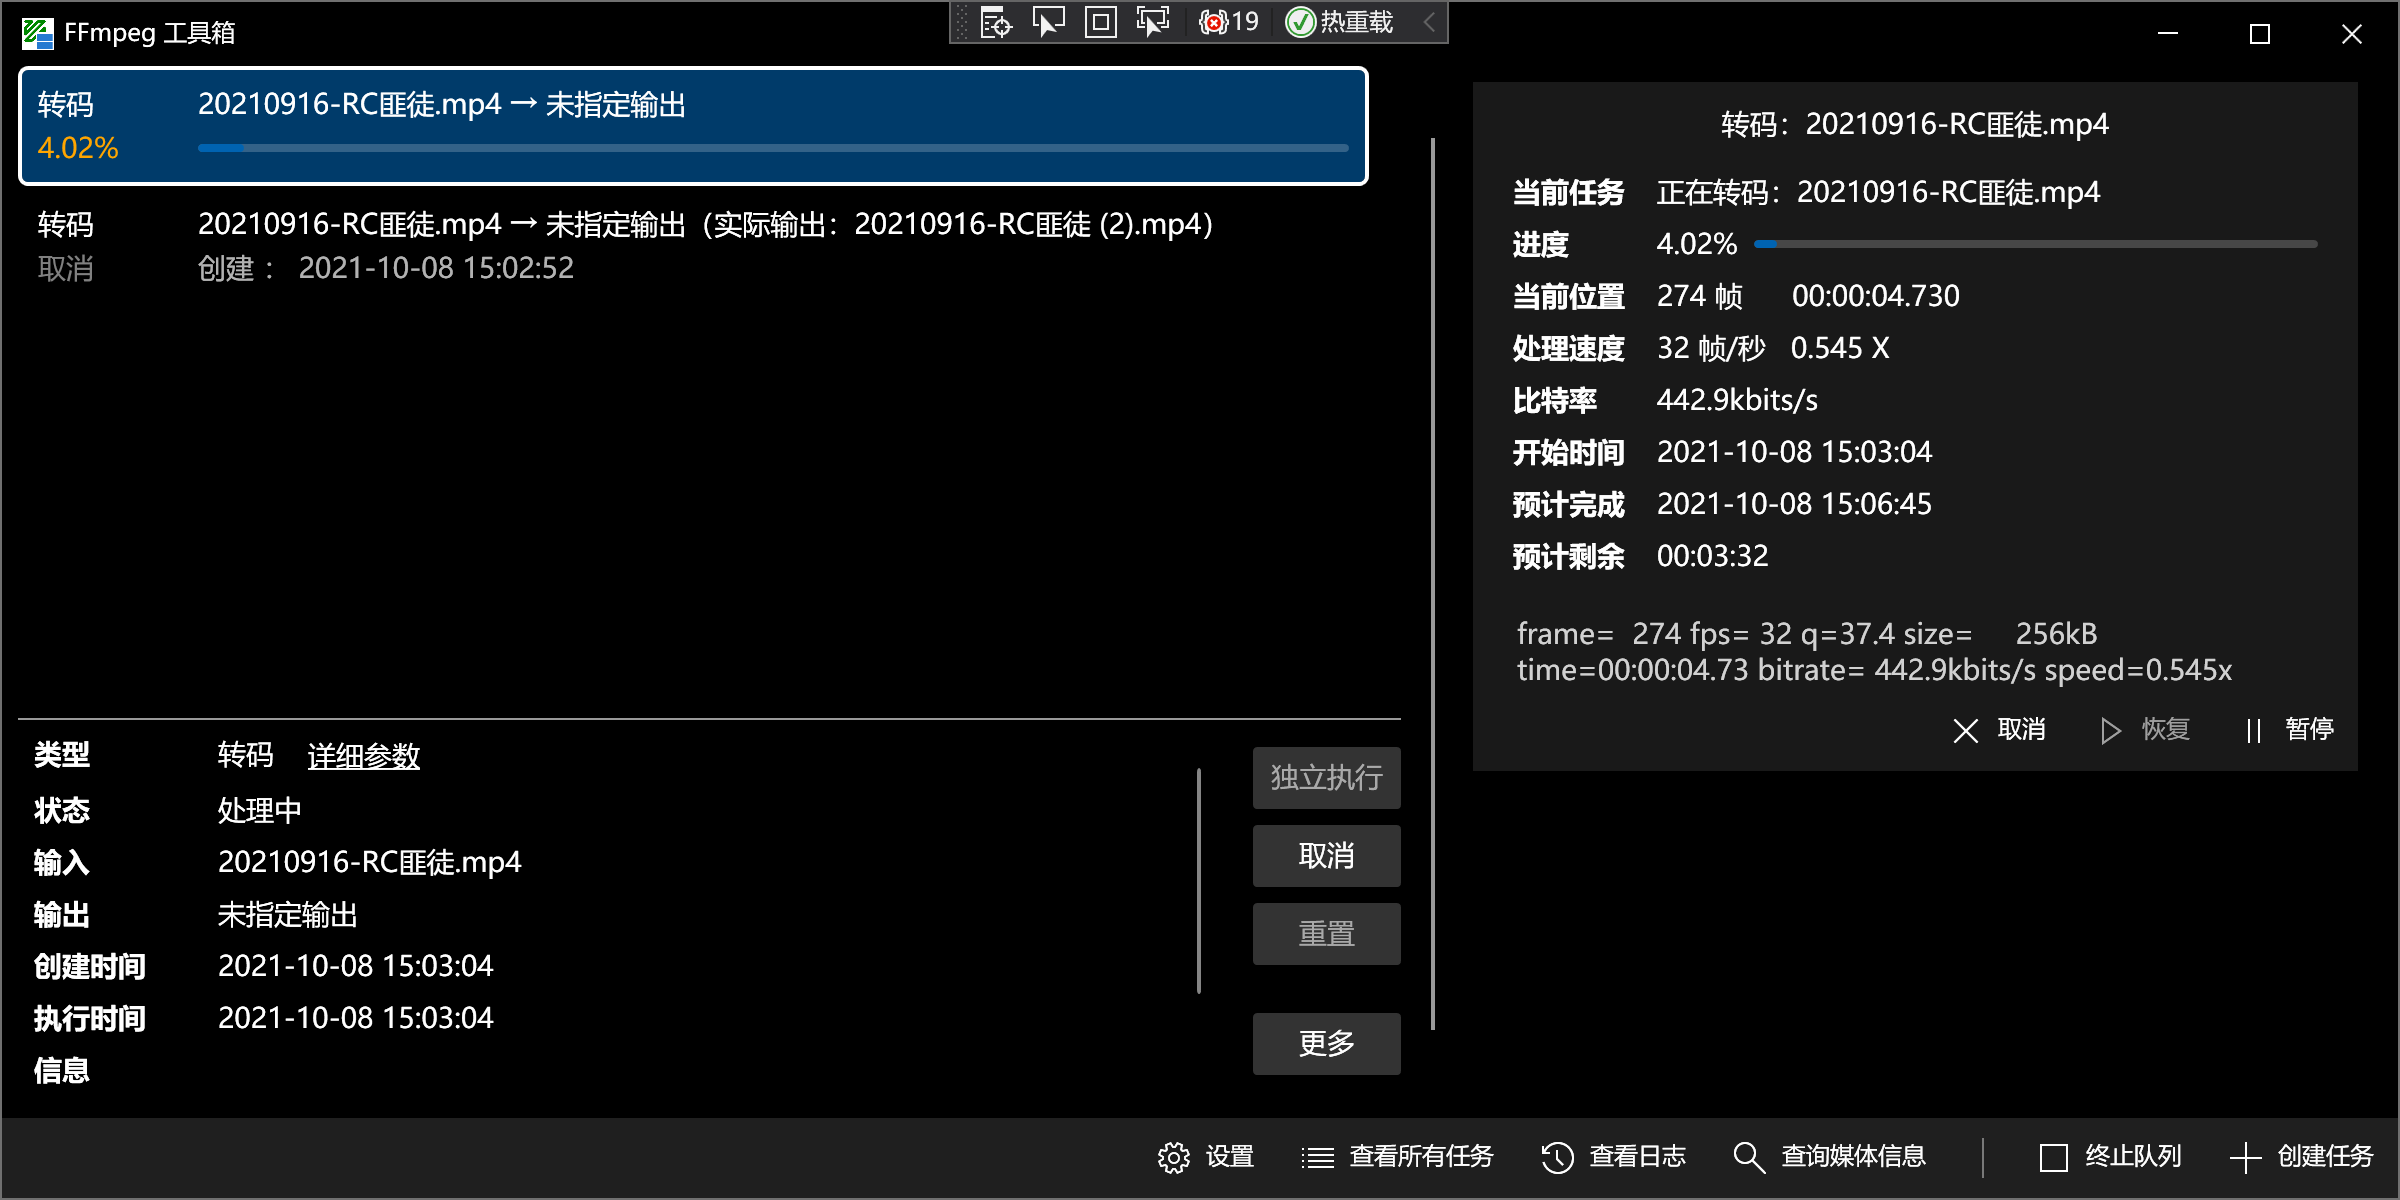 FFmpeg 工具箱
19 热重载
转码 20210916-RC匪徒.mp4 → 未指定输出
4.02%
转码 20210916-RC匪徒.mp4 → 未指定输出（实际输出：20210916-RC匪徒 (2).mp4）
取消 创建： 2021-10-08 15:02:52
类型 转码 详细参数
状态 处理中
输入 20210916-RC匪徒.mp4
输出 未指定输出
创建时间 2021-10-08 15:03:04
执行时间 2021-10-08 15:03:04
信息
独立执行
取消
重置
更多
转码：20210916-RC匪徒.mp4
当前任务 正在转码：20210916-RC匪徒.mp4
进度 4.02%
当前位置 274 帧 00:00:04.730
处理速度 32 帧/秒 0.545 X
比特率 442.9kbits/s
开始时间 2021-10-08 15:03:04
预计完成 2021-10-08 15:06:45
预计剩余 00:03:32
frame= 274 fps= 32 q=37.4 size= 256kB
time=00:00:04.73 bitrate= 442.9kbits/s speed=0.545x
取消 恢复 暂停
设置 查看所有任务 查看日志 查询媒体信息 终止队列 创建任务